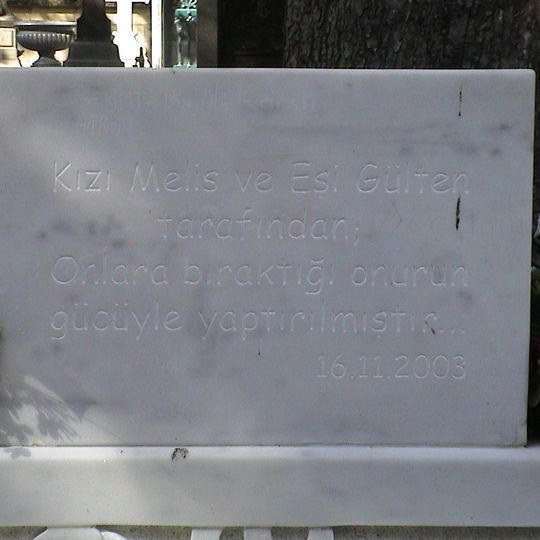 Kızı Melis ve Eşi Gülten
tarafından;
Onlara bıraktığı onurun
gücüyle yaptırılmıştır...
16.11.2003